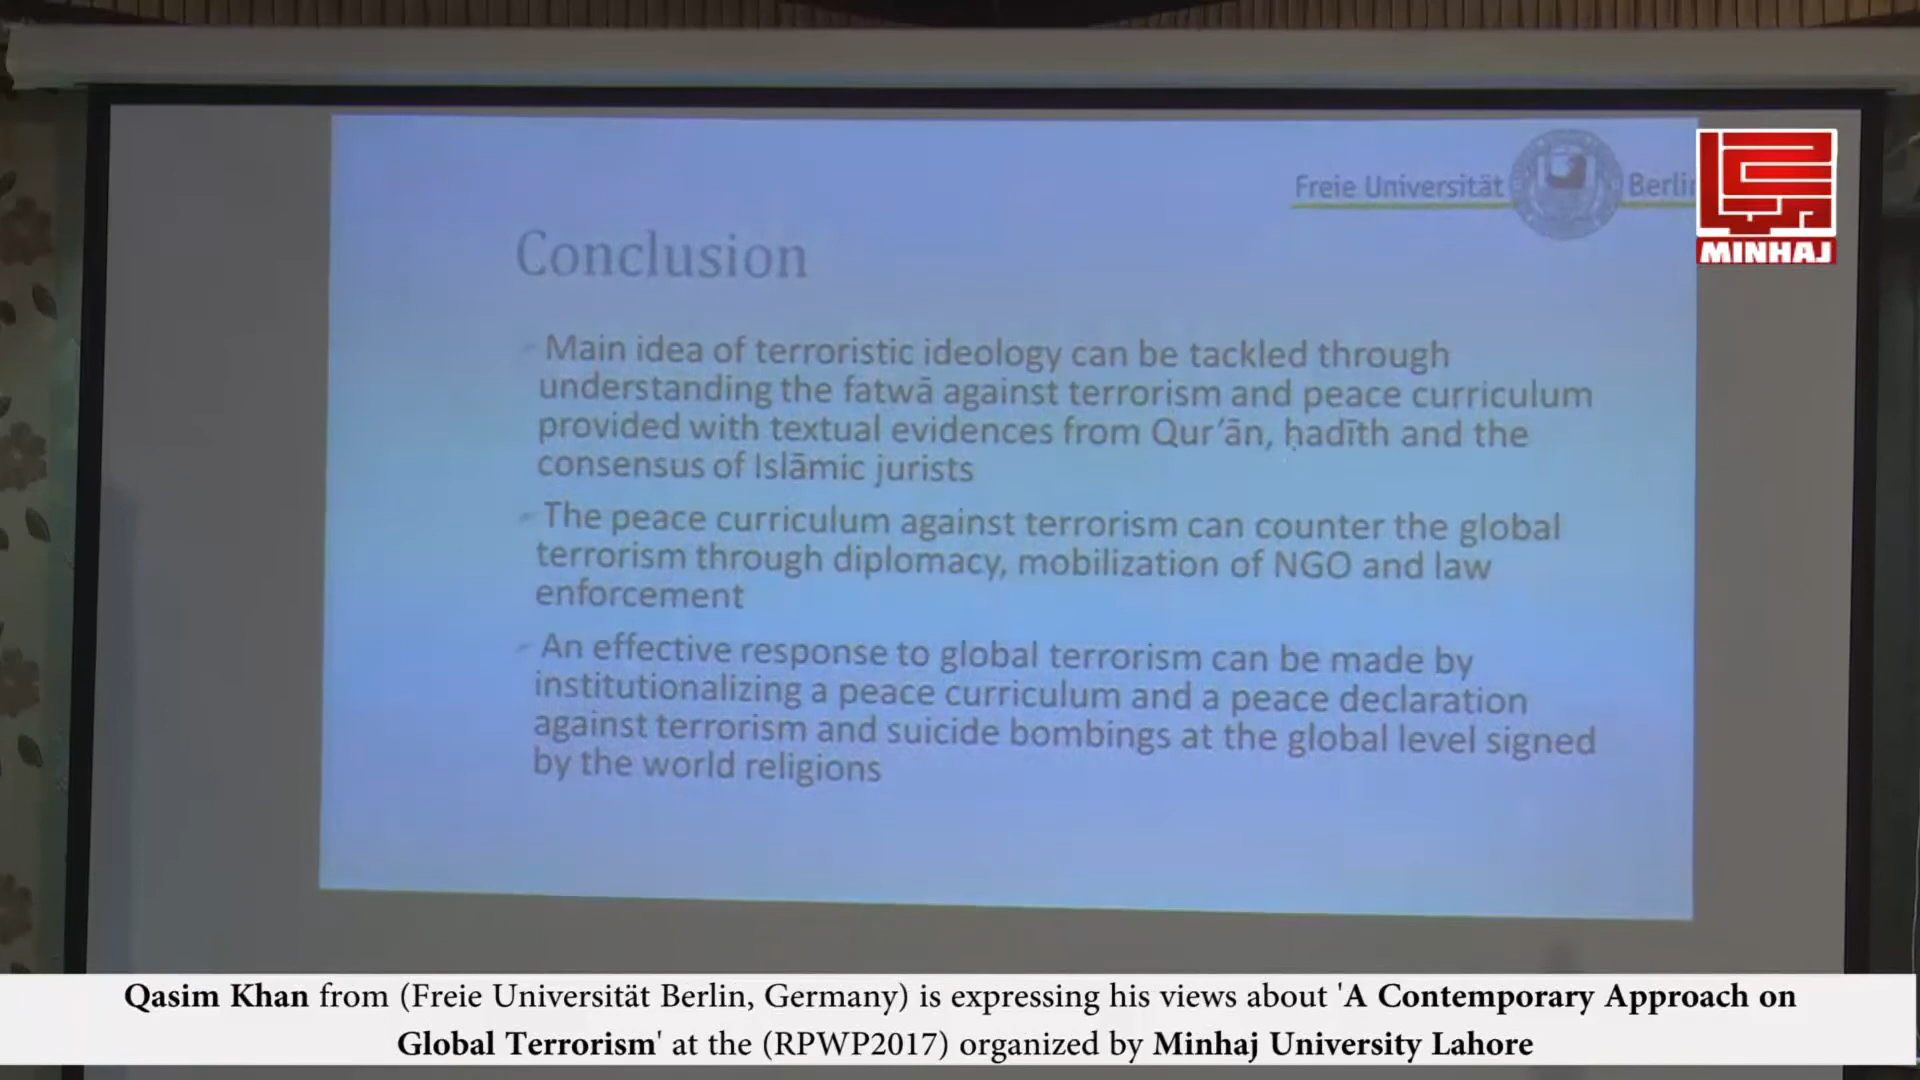 Freie Universität Berlin
MINHAJ
Conclusion
Main idea of terroristic ideology can be tackled through
understanding the fatwā against terrorism and peace curriculum
provided with textual evidences from Qur'ān, ḥadīth and the
consensus of Islāmic jurists
The peace curriculum against terrorism can counter the global
terrorism through diplomacy, mobilization of NGO and law
enforcement
An effective response to global terrorism can be made by
institutionalizing a peace curriculum and a peace declaration
against terrorism and suicide bombings at the global level signed
by the world religions
Qasim Khan from (Freie Universität Berlin, Germany) is expressing his views about 'A Contemporary Approach on
Global Terrorism' at the (RPWP2017) organized by Minhaj University Lahore